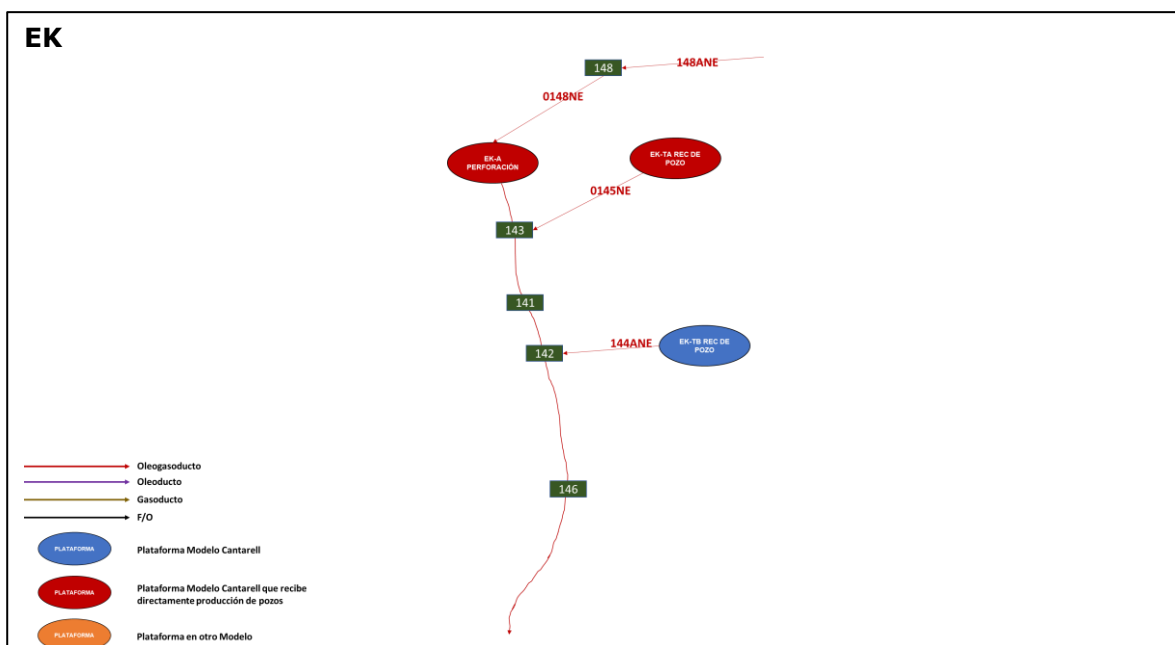 EK
148
148ANE
0148NE
EK-A
PERFORACIÓN
EK-TA REC DE
POZO
0145NE
143
141
142
144ANE
EK-TB REC DE
POZO
146
Oleogasoducto
Oleoducto
Gasoducto
F/O
PLATAFORMA
Plataforma Modelo Cantarell
PLATAFORMA
Plataforma Modelo Cantarell que recibe
directamente producción de pozos
PLATAFORMA
Plataforma en otro Modelo